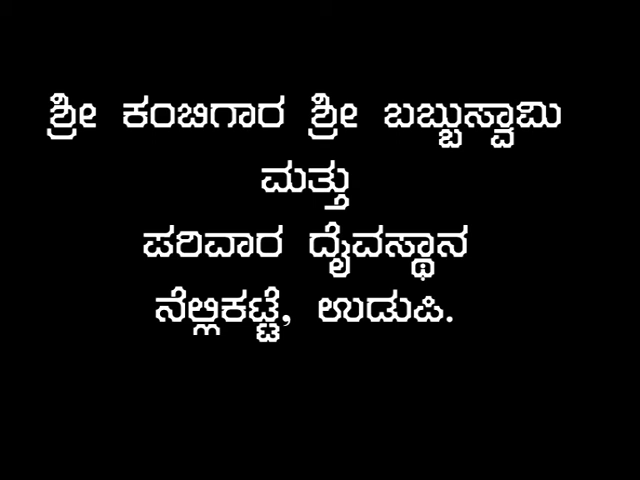 ಶ್ರೀ ಕಂಬಿಗಾರ ಶ್ರೀ ಬಬ್ಬುಸ್ವಾಮಿ
ಮತ್ತು
ಪರಿವಾರ ದೈವಸ್ಥಾನ
ನೆಲ್ಲಿಕಟ್ಟೆ, ಉಡುಪಿ.